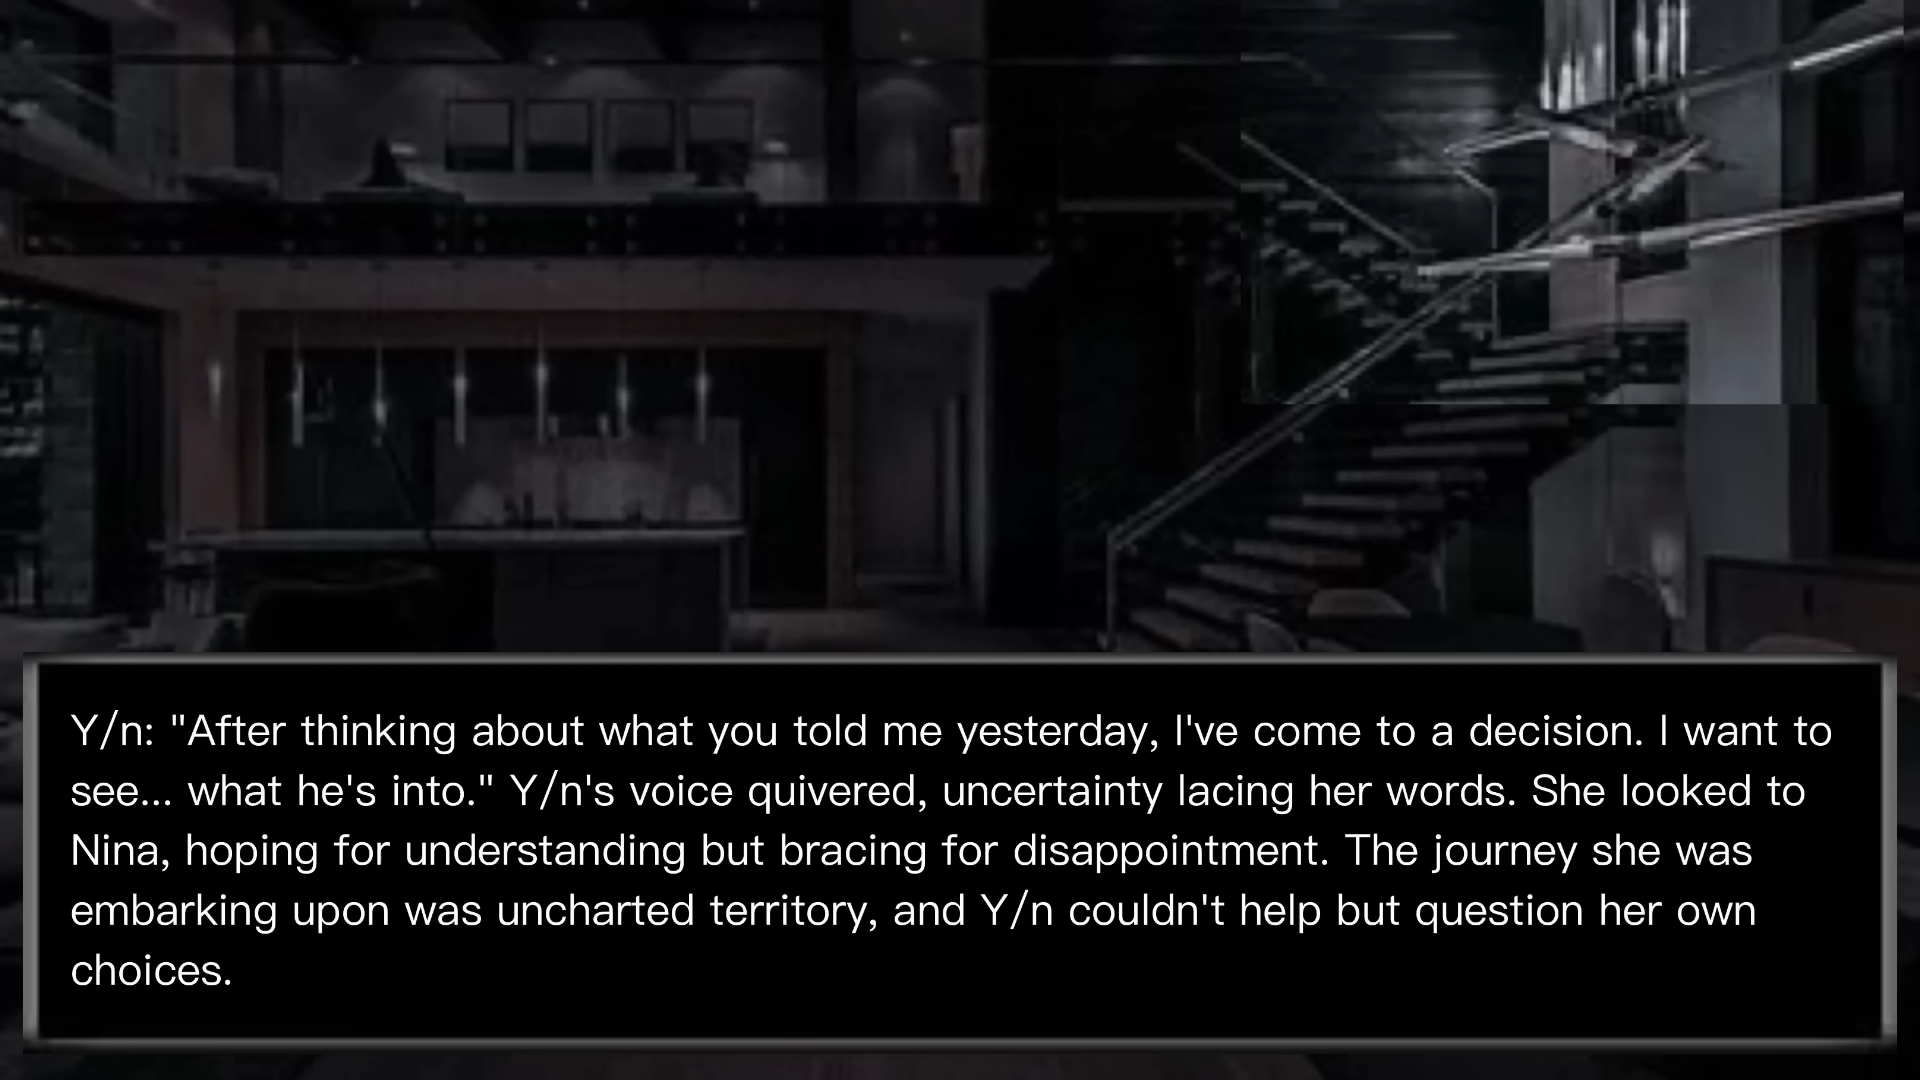 Y/n: "After thinking about what you told me yesterday, I've come to a decision. I want to
see... what he's into." Y/n's voice quivered, uncertainty lacing her words. She looked to
Nina, hoping for understanding but bracing for disappointment. The journey she was
embarking upon was uncharted territory, and Y/n couldn't help but question her own
choices.